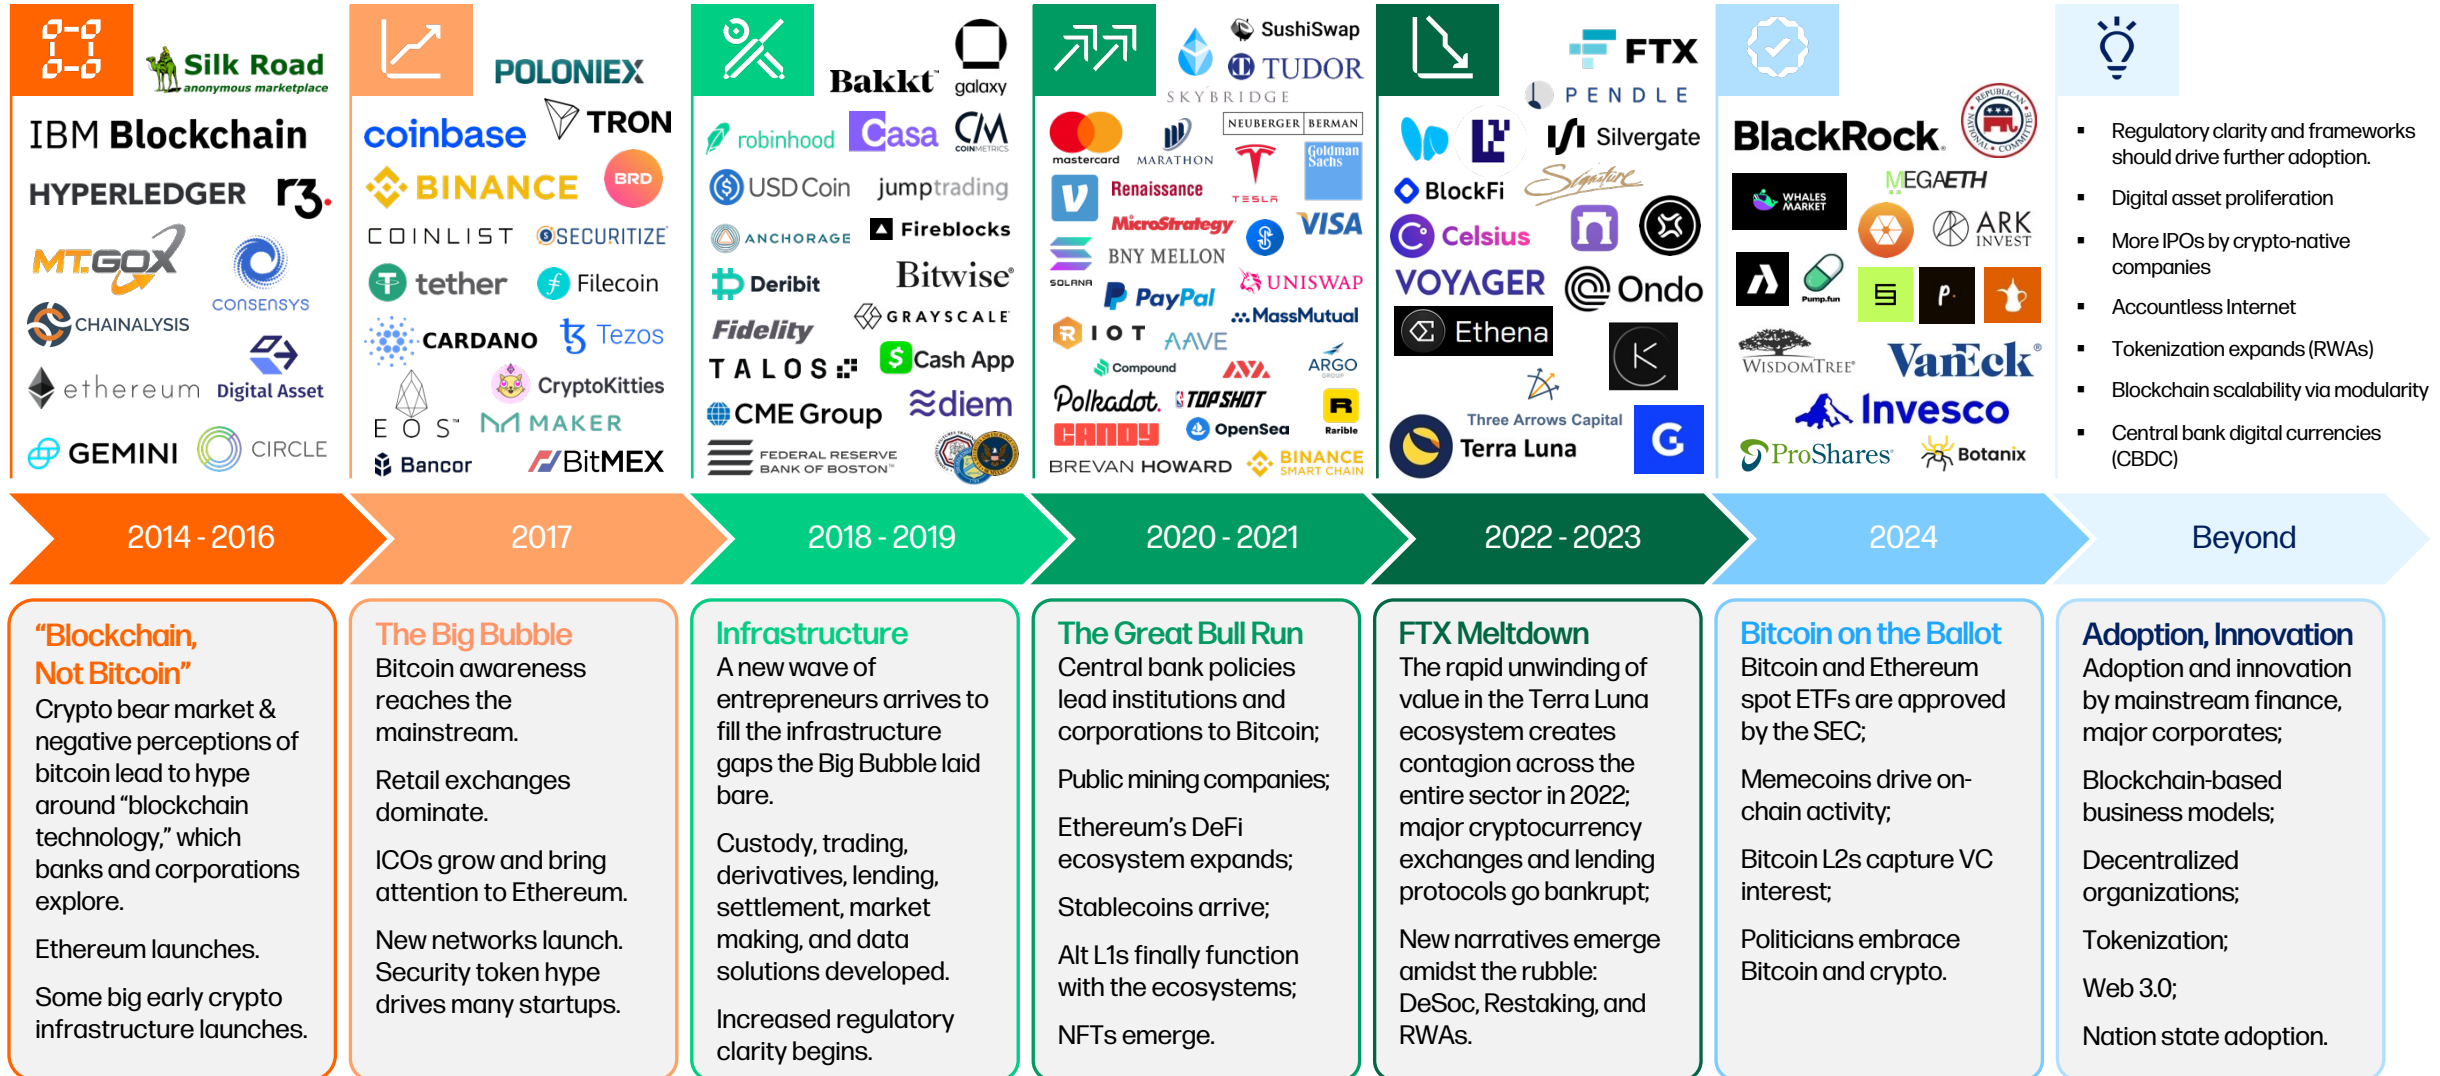 Silk Road
anonymous marketplace
IBM Blockchain
HYPERLEDGER
r3.
MT.GOX
CONSENSYS
CHAINALYSIS
ethereum
Digital Asset
GEMINI
CIRCLE
POLONIEX
TRON
coinbase
BINANCE
BRD
COINLIST
SECURITIZE
tether
Filecoin
CARDANO
Tezos
CryptoKitties
EOS™
MAKER
Bancor
BitMEX
Bakkt™
galaxy
robinhood
Casa
CM
COINMETRICS
USD Coin
jumptrading
ANCHORAGE
Fireblocks
Deribit
Bitwise®
Fidelity
GRAYSCALE
TALOS
Cash App
CME Group
diem
FEDERAL RESERVE
BANK OF BOSTON™
SushiSwap
TUDOR
SKYBRIDGE
mastercard
MARATHON
NEUBERGER BERMAN
TESLA
Goldman
Sachs
Renaissance
MicroStrategy
VISA
SOLANA
BNY MELLON
UNISWAP
PayPal
MassMutual
RIOT
AAVE
Compound
AVA
ARGO
GROUP
Polkadot.
TOP SHOT
R
Rarible
CANDY
OpenSea
BREVAN HOWARD
BINANCE
SMART CHAIN
FTX
PENDLE
Silvergate
BlockFi
Signature
Celsius
VOYAGER
Ondo
Ethena
Three Arrows Capital
Terra Luna
G
REPUBLICAN
NATIONAL COMMITTEE
BlackRock.
WHALES
MARKET
MEGAETH
ARK
INVEST
Pump.fun
p.
WISDOMTREE®
VanEck®
Invesco
ProShares
Botanix
▪ Regulatory clarity and frameworks
should drive further adoption.
▪ Digital asset proliferation
▪ More IPOs by crypto-native
companies
▪ Accountless Internet
▪ Tokenization expands (RWAs)
▪ Blockchain scalability via modularity
▪ Central bank digital currencies
(CBDC)
2014 - 2016
2017
2018 - 2019
2020 - 2021
2022 - 2023
2024
Beyond
“Blockchain,
Not Bitcoin”
Crypto bear market &
negative perceptions of
bitcoin lead to hype
around “blockchain
technology,” which
banks and corporations
explore.
Ethereum launches.
Some big early crypto
infrastructure launches.
The Big Bubble
Bitcoin awareness
reaches the
mainstream.
Retail exchanges
dominate.
ICOs grow and bring
attention to Ethereum.
New networks launch.
Security token hype
drives many startups.
Infrastructure
A new wave of
entrepreneurs arrives to
fill the infrastructure
gaps the Big Bubble laid
bare.
Custody, trading,
derivatives, lending,
settlement, market
making, and data
solutions developed.
Increased regulatory
clarity begins.
The Great Bull Run
Central bank policies
lead institutions and
corporations to Bitcoin;
Public mining companies;
Ethereum’s DeFi
ecosystem expands;
Stablecoins arrive;
Alt L1s finally function
with the ecosystems;
NFTs emerge.
FTX Meltdown
The rapid unwinding of
value in the Terra Luna
ecosystem creates
contagion across the
entire sector in 2022;
major cryptocurrency
exchanges and lending
protocols go bankrupt;
New narratives emerge
amidst the rubble:
DeSoc, Restaking, and
RWAs.
Bitcoin on the Ballot
Bitcoin and Ethereum
spot ETFs are approved
by the SEC;
Memecoins drive on-
chain activity;
Bitcoin L2s capture VC
interest;
Politicians embrace
Bitcoin and crypto.
Adoption, Innovation
Adoption and innovation
by mainstream finance,
major corporates;
Blockchain-based
business models;
Decentralized
organizations;
Tokenization;
Web 3.0;
Nation state adoption.